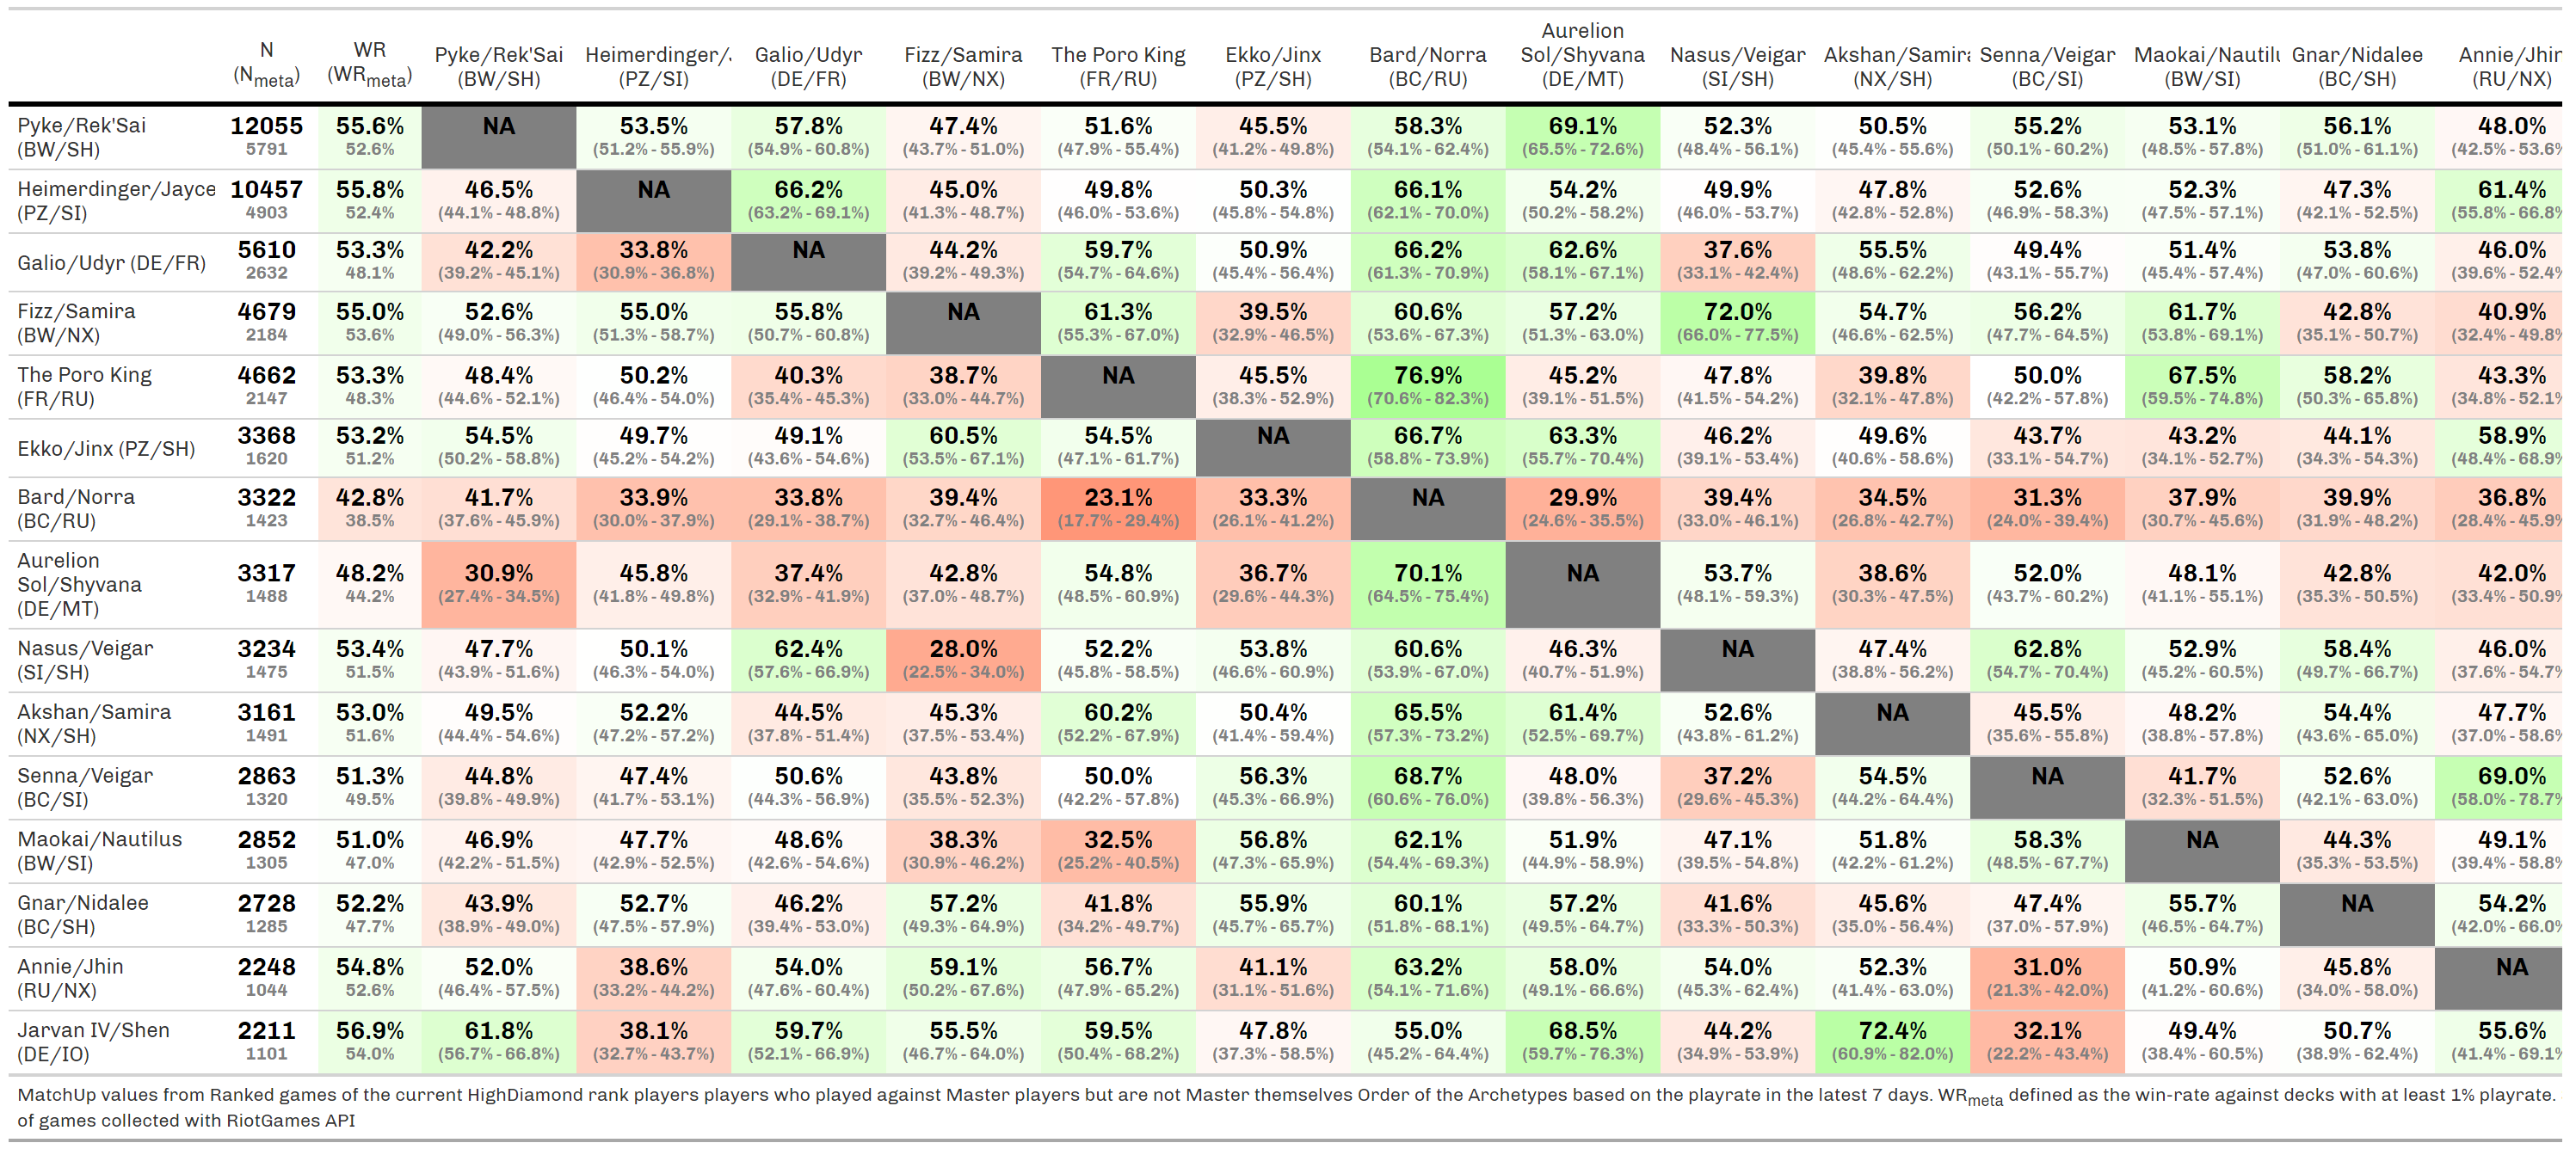 N (Nmeta) WR (WRmeta) Pyke/Rek'Sai (BW/SH) Heimerdinger/J (PZ/SI) Galio/Udyr (DE/FR) Fizz/Samira (BW/NX) The Poro King (FR/RU) Ekko/Jinx (PZ/SH) Bard/Norra (BC/RU) Aurelion Sol/Shyvana (DE/MT) Nasus/Veigar (SI/SH) Akshan/Samira (NX/SH) Senna/Veigar (BC/SI) Maokai/Nautilu (BW/SI) Gnar/Nidalee (BC/SH) Annie/Jhin (RU/NX)
Pyke/Rek'Sai 12055 55.6% NA 53.5% 57.8% 47.4% 51.6% 45.5% 58.3% 69.1% 52.3% 50.5% 55.2% 53.1% 56.1% 48.0%
(BW/SH) 5791 52.6% (51.2% - 55.9%) (54.9% - 60.8%) (43.7% - 51.0%) (47.9% - 55.4%) (41.2% - 49.8%) (54.1% - 62.4%) (65.5% - 72.6%) (48.4% - 56.1%) (45.4% - 55.6%) (50.1% - 60.2%) (48.5% - 57.8%) (51.0% - 61.1%) (42.5% - 53.6%
Heimerdinger/Jayce 10457 55.8% 46.5% NA 66.2% 45.0% 49.8% 50.3% 66.1% 54.2% 49.9% 47.8% 52.6% 52.3% 47.3% 61.4%
(PZ/SI) 4903 52.4% (44.1% - 48.8%) (63.2% - 69.1%) (41.3% - 48.7%) (46.0% - 53.6%) (45.8% - 54.8%) (62.1% - 70.0%) (50.2% - 58.2%) (46.0% - 53.7%) (42.8% - 52.8%) (46.9% - 58.3%) (47.5% - 57.1%) (42.1% - 52.5%) (55.8% - 66.8%
Galio/Udyr (DE/FR) 5610 53.3% 42.2% 33.8% NA 44.2% 59.7% 50.9% 66.2% 62.6% 37.6% 55.5% 49.4% 51.4% 53.8% 46.0%
2632 48.1% (39.2% - 45.1%) (30.9% - 36.8%) (39.2% - 49.3%) (54.7% - 64.6%) (45.4% - 56.4%) (61.3% - 70.9%) (58.1% - 67.1%) (33.1% - 42.4%) (48.6% - 62.2%) (43.1% - 55.7%) (45.4% - 57.4%) (47.0% - 60.6%) (39.6% - 52.4%
Fizz/Samira 4679 55.0% 52.6% 55.0% 55.8% NA 61.3% 39.5% 60.6% 57.2% 72.0% 54.7% 56.2% 61.7% 42.8% 40.9%
(BW/NX) 2184 53.6% (49.0% - 56.3%) (51.3% - 58.7%) (50.7% - 60.8%) (55.3% - 67.0%) (32.9% - 46.5%) (53.6% - 67.3%) (51.3% - 63.0%) (66.0% - 77.5%) (46.6% - 62.5%) (47.7% - 64.5%) (53.8% - 69.1%) (35.1% - 50.7%) (32.4% - 49.8%
The Poro King 4662 53.3% 48.4% 50.2% 40.3% 38.7% NA 45.5% 76.9% 45.2% 47.8% 39.8% 50.0% 67.5% 58.2% 43.3%
(FR/RU) 2147 48.3% (44.6% - 52.1%) (46.4% - 54.0%) (35.4% - 45.3%) (33.0% - 44.7%) (38.3% - 52.9%) (70.6% - 82.3%) (39.1% - 51.5%) (41.5% - 54.2%) (32.1% - 47.8%) (42.2% - 57.8%) (59.5% - 74.8%) (50.3% - 65.8%) (34.8% - 52.1%
Ekko/Jinx (PZ/SH) 3368 53.2% 54.5% 49.7% 49.1% 60.5% 54.5% NA 66.7% 63.3% 46.2% 49.6% 43.7% 43.2% 44.1% 58.9%
1620 51.2% (50.2% - 58.8%) (45.2% - 54.2%) (43.6% - 54.6%) (53.5% - 67.1%) (47.1% - 61.7%) (58.8% - 73.9%) (55.7% - 70.4%) (39.1% - 53.4%) (40.6% - 58.6%) (33.1% - 54.7%) (34.1% - 52.7%) (34.3% - 54.3%) (48.4% - 68.9%
Bard/Norra 3322 42.8% 41.7% 33.9% 33.8% 39.4% 23.1% 33.3% NA 29.9% 39.4% 34.5% 31.3% 37.9% 39.9% 36.8%
(BC/RU) 1423 38.5% (37.6% - 45.9%) (30.0% - 37.9%) (29.1% - 38.7%) (32.7% - 46.4%) (17.7% - 29.4%) (26.1% - 41.2%) (24.6% - 35.5%) (33.0% - 46.1%) (26.8% - 42.7%) (24.0% - 39.4%) (30.7% - 45.6%) (31.9% - 48.2%) (28.4% - 45.9%
Aurelion
Sol/Shyvana 3317 48.2% 30.9% 45.8% 37.4% 42.8% 54.8% 36.7% 70.1% NA 53.7% 38.6% 52.0% 48.1% 42.8% 42.0%
(DE/MT) 1488 44.2% (27.4% - 34.5%) (41.8% - 49.8%) (32.9% - 41.9%) (37.0% - 48.7%) (48.5% - 60.9%) (29.6% - 44.3%) (64.5% - 75.4%) (48.1% - 59.3%) (30.3% - 47.5%) (43.7% - 60.2%) (41.1% - 55.1%) (35.3% - 50.5%) (33.4% - 50.9%
Nasus/Veigar 3234 53.4% 47.7% 50.1% 62.4% 28.0% 52.2% 53.8% 60.6% 46.3% NA 47.4% 62.8% 52.9% 58.4% 46.0%
(SI/SH) 1475 51.5% (43.9% - 51.6%) (46.3% - 54.0%) (57.6% - 66.9%) (22.5% - 34.0%) (45.8% - 58.5%) (46.6% - 60.9%) (53.9% - 67.0%) (40.7% - 51.9%) (38.8% - 56.2%) (54.7% - 70.4%) (45.2% - 60.5%) (49.7% - 66.7%) (37.6% - 54.7%
Akshan/Samira 3161 53.0% 49.5% 52.2% 44.5% 45.3% 60.2% 50.4% 65.5% 61.4% 52.6% NA 45.5% 48.2% 54.4% 47.7%
(NX/SH) 1491 51.6% (44.4% - 54.6%) (47.2% - 57.2%) (37.8% - 51.4%) (37.5% - 53.4%) (52.2% - 67.9%) (41.4% - 59.4%) (57.3% - 73.2%) (52.5% - 69.7%) (43.8% - 61.2%) (35.6% - 55.8%) (38.8% - 57.8%) (43.6% - 65.0%) (37.0% - 58.6%
Senna/Veigar 2863 51.3% 44.8% 47.4% 50.6% 43.8% 50.0% 56.3% 68.7% 48.0% 37.2% 54.5% NA 41.7% 52.6% 69.0%
(BC/SI) 1320 49.5% (39.8% - 49.9%) (41.7% - 53.1%) (44.3% - 56.9%) (35.5% - 52.3%) (42.2% - 57.8%) (45.3% - 66.9%) (60.6% - 76.0%) (39.8% - 56.3%) (29.6% - 45.3%) (44.2% - 64.4%) (32.3% - 51.5%) (42.1% - 63.0%) (58.0% - 78.7%
Maokai/Nautilus 2852 51.0% 46.9% 47.7% 48.6% 38.3% 32.5% 56.8% 62.1% 51.9% 47.1% 51.8% 58.3% NA 44.3% 49.1%
(BW/SI) 1305 47.0% (42.2% - 51.5%) (42.9% - 52.5%) (42.6% - 54.6%) (30.9% - 46.2%) (25.2% - 40.5%) (47.3% - 65.9%) (54.4% - 69.3%) (44.9% - 58.9%) (39.5% - 54.8%) (42.2% - 61.2%) (48.5% - 67.7%) (35.3% - 53.5%) (39.4% - 58.8%
Gnar/Nidalee 2728 52.2% 43.9% 52.7% 46.2% 57.2% 41.8% 55.9% 60.1% 57.2% 41.6% 45.6% 47.4% 55.7% NA 54.2%
(BC/SH) 1285 47.7% (38.9% - 49.0%) (47.5% - 57.9%) (39.4% - 53.0%) (49.3% - 64.9%) (34.2% - 49.7%) (45.7% - 65.7%) (51.8% - 68.1%) (49.5% - 64.7%) (33.3% - 50.3%) (35.0% - 56.4%) (37.0% - 57.9%) (46.5% - 64.7%) (42.0% - 66.0%
Annie/Jhin 2248 54.8% 52.0% 38.6% 54.0% 59.1% 56.7% 41.1% 63.2% 58.0% 54.0% 52.3% 31.0% 50.9% 45.8% NA
(RU/NX) 1044 52.6% (46.4% - 57.5%) (33.2% - 44.2%) (47.6% - 60.4%) (50.2% - 67.6%) (47.9% - 65.2%) (31.1% - 51.6%) (54.1% - 71.6%) (49.1% - 66.6%) (45.3% - 62.4%) (41.4% - 63.0%) (21.3% - 42.0%) (41.2% - 60.6%) (34.0% - 58.0%)
Jarvan IV/Shen 2211 56.9% 61.8% 38.1% 59.7% 55.5% 59.5% 47.8% 55.0% 68.5% 44.2% 72.4% 32.1% 49.4% 50.7% 55.6%
(DE/IO) 1101 54.0% (56.7% - 66.8%) (32.7% - 43.7%) (52.1% - 66.9%) (46.7% - 64.0%) (50.4% - 68.2%) (37.3% - 58.5%) (45.2% - 64.4%) (59.7% - 76.3%) (34.9% - 53.9%) (60.9% - 82.0%) (22.2% - 43.4%) (38.4% - 60.5%) (38.9% - 62.4%) (41.4% - 69.1%
MatchUp values from Ranked games of the current HighDiamond rank players players who played against Master players but are not Master themselves Order of the Archetypes based on the playrate in the latest 7 days. WRmeta defined as the win-rate against decks with at least 1% playrate.
of games collected with RiotGames API